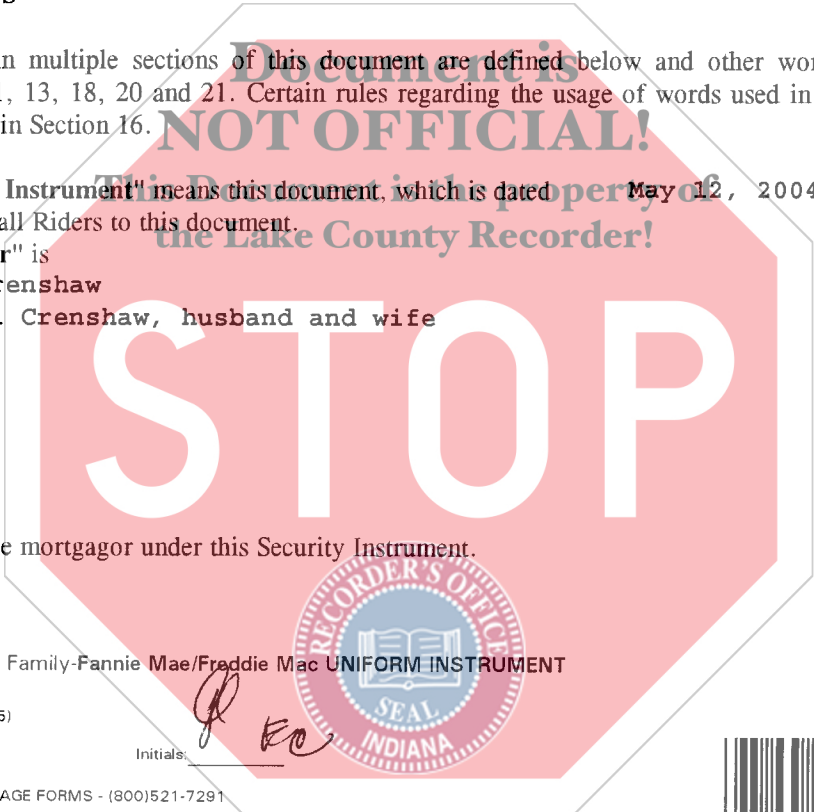 S
Document is
n multiple sections of this document are defined below and other wor
, 13, 18, 20 and 21. Certain rules regarding the usage of words used in
in Section 16.
NOT OFFICIAL!
Instrument" means this document, which is dated May 12, 2004
This Document is the property of
all Riders to this document.
the Lake County Recorder!
r" is
renshaw
. Crenshaw, husband and wife
STOP
e mortgagor under this Security Instrument.
RECORDER'S OFFICE
SEAL
INDIANA
Family-Fannie Mae/Freddie Mac UNIFORM INSTRUMENT
5)
Initials:
EC
AGE FORMS - (800)521-7291